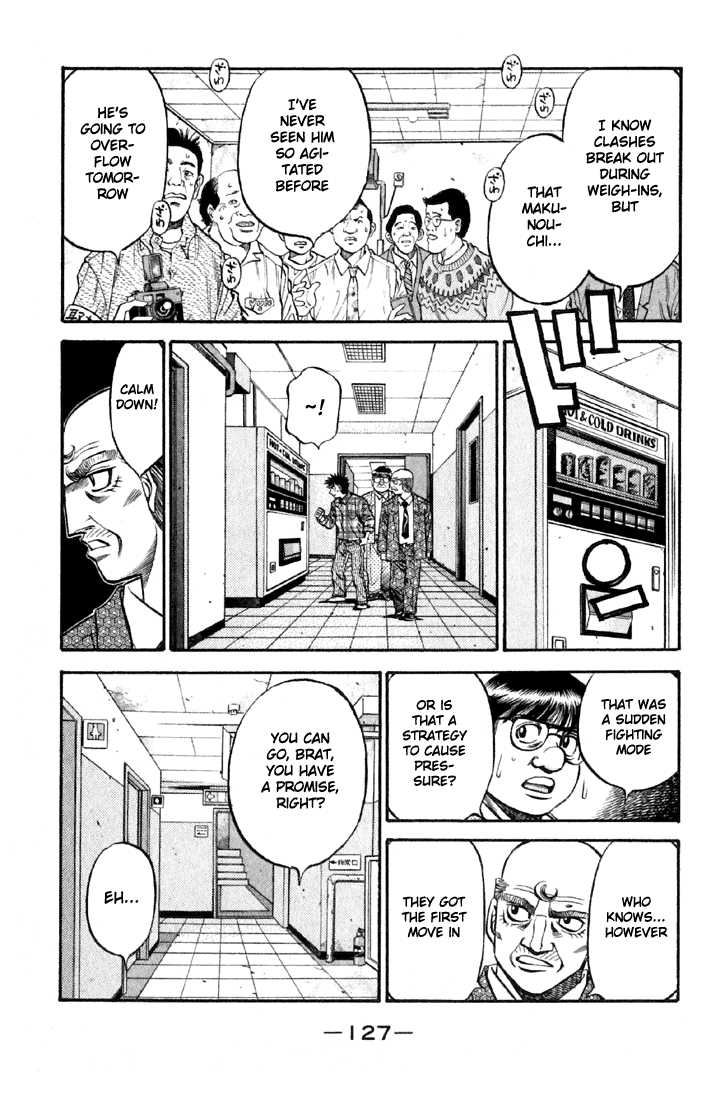 I KNOW
CLASHES
BREAK OUT
DURING
WEIGH-INS,
BUT
THAT
MAKU-
NOU-
CHI...
I'VE
NEVER
SEEN HIM
SO AGI-
TATED
BEFORE
HE'S
GOING TO
OVER-
FLOW
TOMOR-
ROW
HOT & COLD DRINKS
~!
CALM
DOWN!
THAT WAS
A SUDDEN
FIGHTING
MODE
OR IS
THAT A
STRATEGY
TO CAUSE
PRES-
SURE?
WHO
KNOWS...
HOWEVER
THEY GOT
THE FIRST
MOVE IN
YOU CAN
GO, BRAT,
YOU HAVE
A PROMISE,
RIGHT?
EH...
—127—